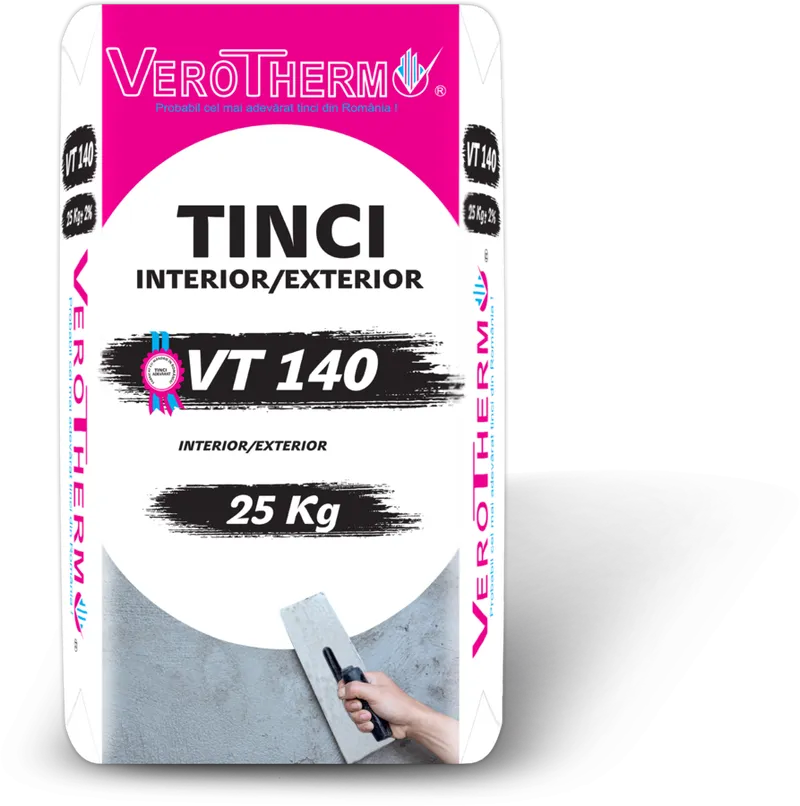 VEROTHERM ®
Probabil cel mai adevărat tinci din România !
TINCI
INTERIOR/EXTERIOR
TINCI
ADEVĂRAT
VT 140
INTERIOR/EXTERIOR
25 Kg
VT 140
25 Kg± 2%
VEROTHERM ®
Probabil cel mai adevărat tinci din România !
VT 140
25 Kg± 2%
VEROTHERM ®
Probabil cel mai adevărat tinci din România !